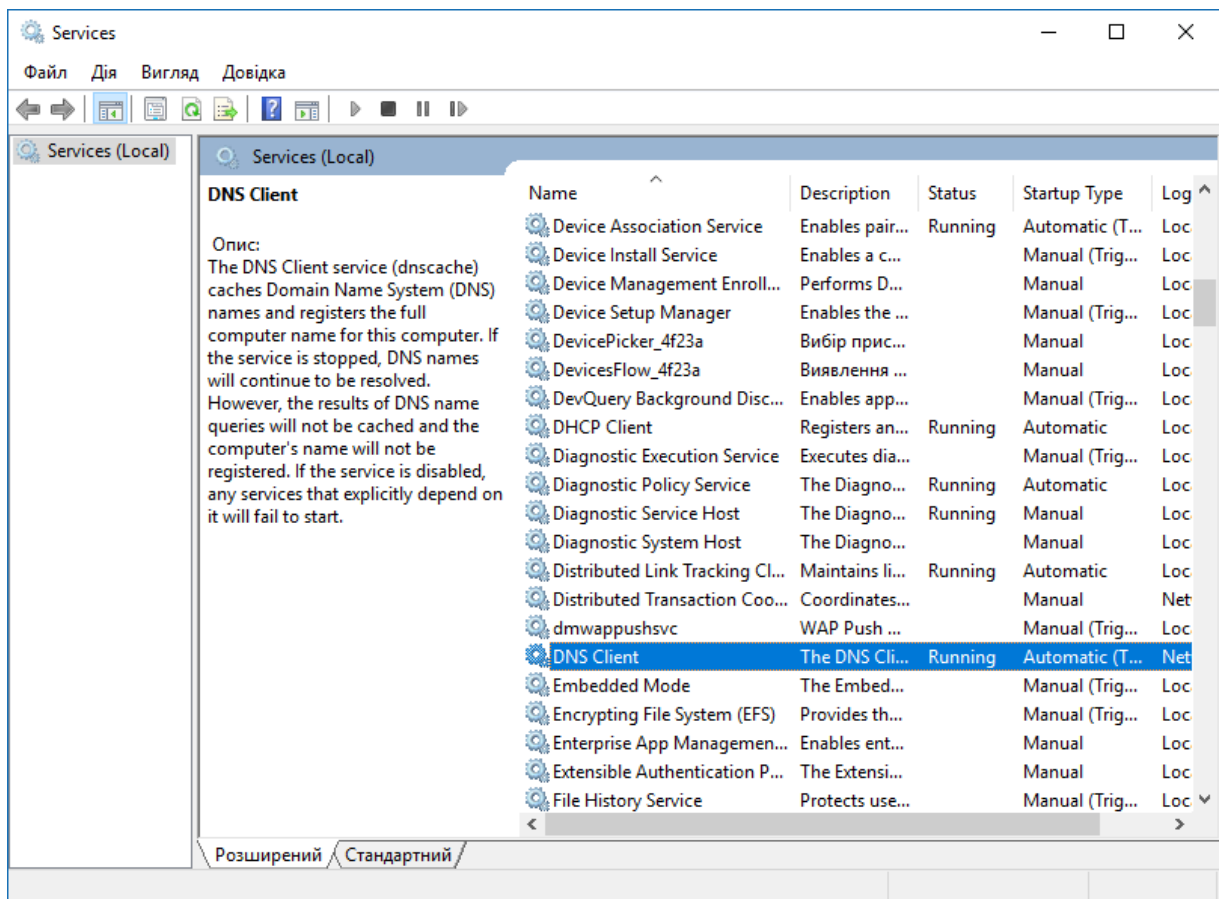 Services
Файл Дія Вигляд Довідка
Services (Local)
Services (Local)
DNS Client
Опис:
The DNS Client service (dnscache)
caches Domain Name System (DNS)
names and registers the full
computer name for this computer. If
the service is stopped, DNS names
will continue to be resolved.
However, the results of DNS name
queries will not be cached and the
computer's name will not be
registered. If the service is disabled,
any services that explicitly depend on
it will fail to start.
Name Description Status Startup Type Log
Device Association Service Enables pair... Running Automatic (T... Loc
Device Install Service Enables a c... Manual (Trig... Loc
Device Management Enroll... Performs D... Manual Loc
Device Setup Manager Enables the ... Manual (Trig... Loc
DevicePicker_4f23a Вибір прис... Manual Loc
DevicesFlow_4f23a Виявлення ... Manual Loc
DevQuery Background Disc... Enables app... Manual (Trig... Loc
DHCP Client Registers an... Running Automatic Loc
Diagnostic Execution Service Executes dia... Manual (Trig... Loc
Diagnostic Policy Service The Diagno... Running Automatic Loc
Diagnostic Service Host The Diagno... Running Manual Loc
Diagnostic System Host The Diagno... Manual Loc
Distributed Link Tracking Cl... Maintains li... Running Automatic Loc
Distributed Transaction Coo... Coordinates... Manual Net
dmwappushsvc WAP Push ... Manual (Trig... Loc
DNS Client The DNS Cli... Running Automatic (T... Net
Embedded Mode The Embed... Manual (Trig... Loc
Encrypting File System (EFS) Provides th... Manual (Trig... Loc
Enterprise App Managemen... Enables ent... Manual Loc
Extensible Authentication P... The Extensi... Manual Loc
File History Service Protects use... Manual (Trig... Loc
Розширений Стандартний